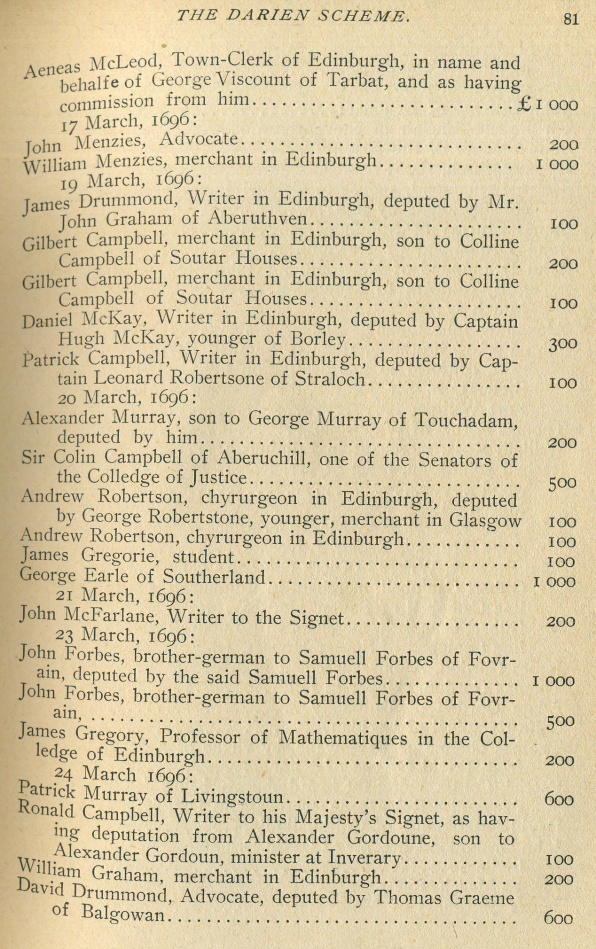 THE DARIEN SCHEME. 81
Aeneas McLeod, Town-Clerk of Edinburgh, in name and
behalfe of George Viscount of Tarbat, and as having
commission from him.......................... £1 000
17 March, 1696:
John Menzies, Advocate............................ 200
William Menzies, merchant in Edinburgh.............. 1 000
19 March, 1696:
James Drummond, Writer in Edinburgh, deputed by Mr.
John Graham of Aberuthven..................... 100
Gilbert Campbell, merchant in Edinburgh, son to Colline
Campbell of Soutar Houses...................... 200
Gilbert Campbell, merchant in Edinburgh, son to Colline
Campbell of Soutar Houses..................... 100
Daniel McKay, Writer in Edinburgh, deputed by Captain
Hugh McKay, younger of Borley................. 300
Patrick Campbell, Writer in Edinburgh, deputed by Cap-
tain Leonard Robertsone of Straloch............... 100
20 March, 1696:
Alexander Murray, son to George Murray of Touchadam,
deputed by him................................ 200
Sir Colin Campbell of Aberuchill, one of the Senators of
the Colledge of Justice........................... 500
Andrew Robertson, chyrurgeon in Edinburgh, deputed
by George Robertstone, younger, merchant in Glasgow 100
Andrew Robertson, chyrurgeon in Edinburgh............ 100
James Gregorie, student............................ 100
George Earle of Southerland......................... 1 000
21 March, 1696:
John McFarlane, Writer to the Signet................. 200
23 March, 1696:
John Forbes, brother-german to Samuell Forbes of Fovr-
ain, deputed by the said Samuell Forbes............ 1 000
John Forbes, brother-german to Samuell Forbes of Fovr-
ain, .......................................... 500
James Gregory, Professor of Mathematiques in the Col-
ledge of Edinburgh............................... 200
24 March 1696:
Patrick Murray of Livingstoun....................... 600
Ronald Campbell, Writer to his Majesty's Signet, as hav-
ing deputation from Alexander Gordoune, son to
Alexander Gordoun, minister at Inverary........... 100
William Graham, merchant in Edinburgh............. 200
David Drummond, Advocate, deputed by Thomas Graeme
of Balgowan................................... 600